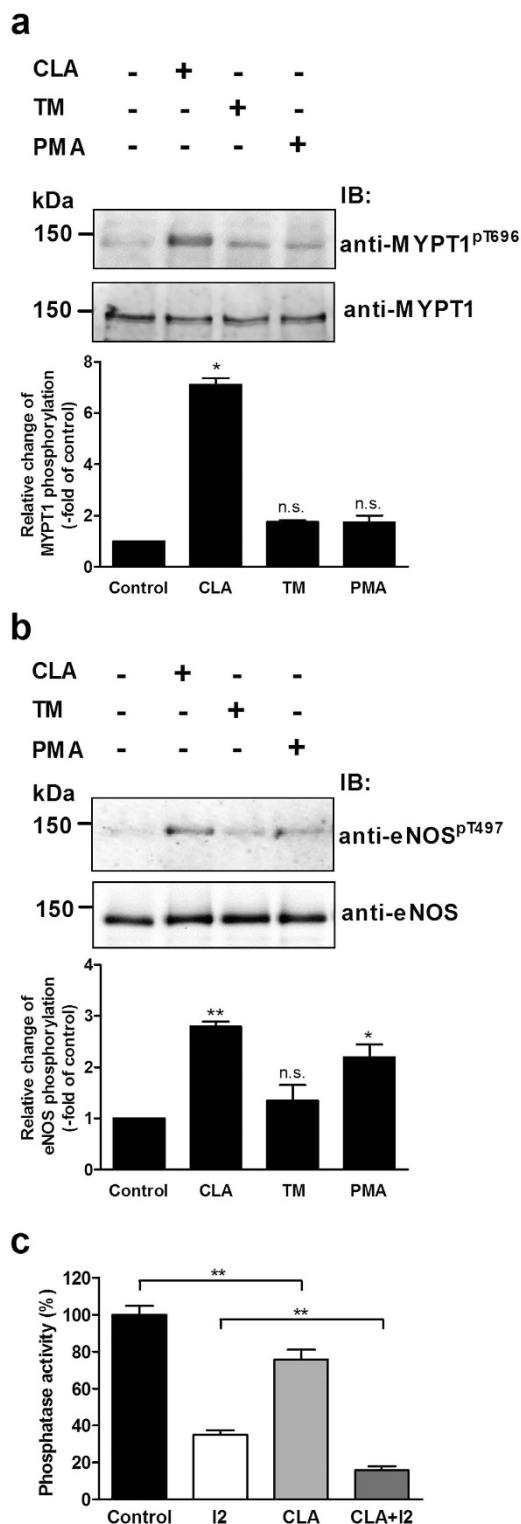 a
CLA - + - -
TM - - + -
PMA - - - +
kDa IB:
150 anti-MYPT1pT696
150 anti-MYPT1
Relative change of
MYPT1 phosphorylation
(-fold of control)
8
6
4
2
0
*
n.s.
n.s.
Control CLA TM PMA
b
CLA - + - -
TM - - + -
PMA - - - +
kDa IB:
150 anti-eNOSpT497
150 anti-eNOS
Relative change of
eNOS phosphorylation
(-fold of control)
4
3
2
1
0
**
n.s.
*
Control CLA TM PMA
c
Phosphatase activity (%)
120
100
80
60
40
20
0
**
**
Control I2 CLA CLA+I2